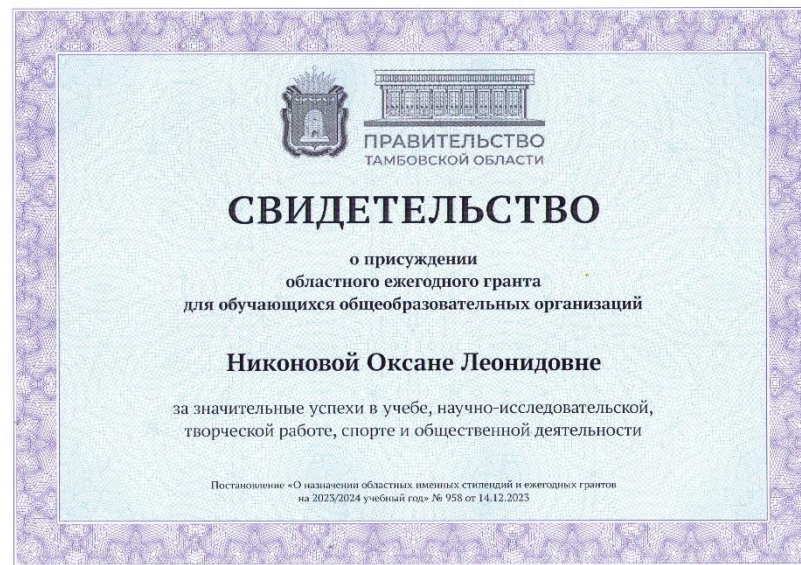 ПРАВИТЕЛЬСТВО
ТАМБОВСКОЙ ОБЛАСТИ
СВИДЕТЕЛЬСТВО
о присуждении
областного ежегодного гранта
для обучающихся общеобразовательных организаций
Никоновой Оксане Леонидовне
за значительные успехи в учебе, научно-исследовательской,
творческой работе, спорте и общественной деятельности
Постановление «О назначении областных именных стипендий и ежегодных грантов
на 2023/2024 учебный год» № 958 от 14.12.2023